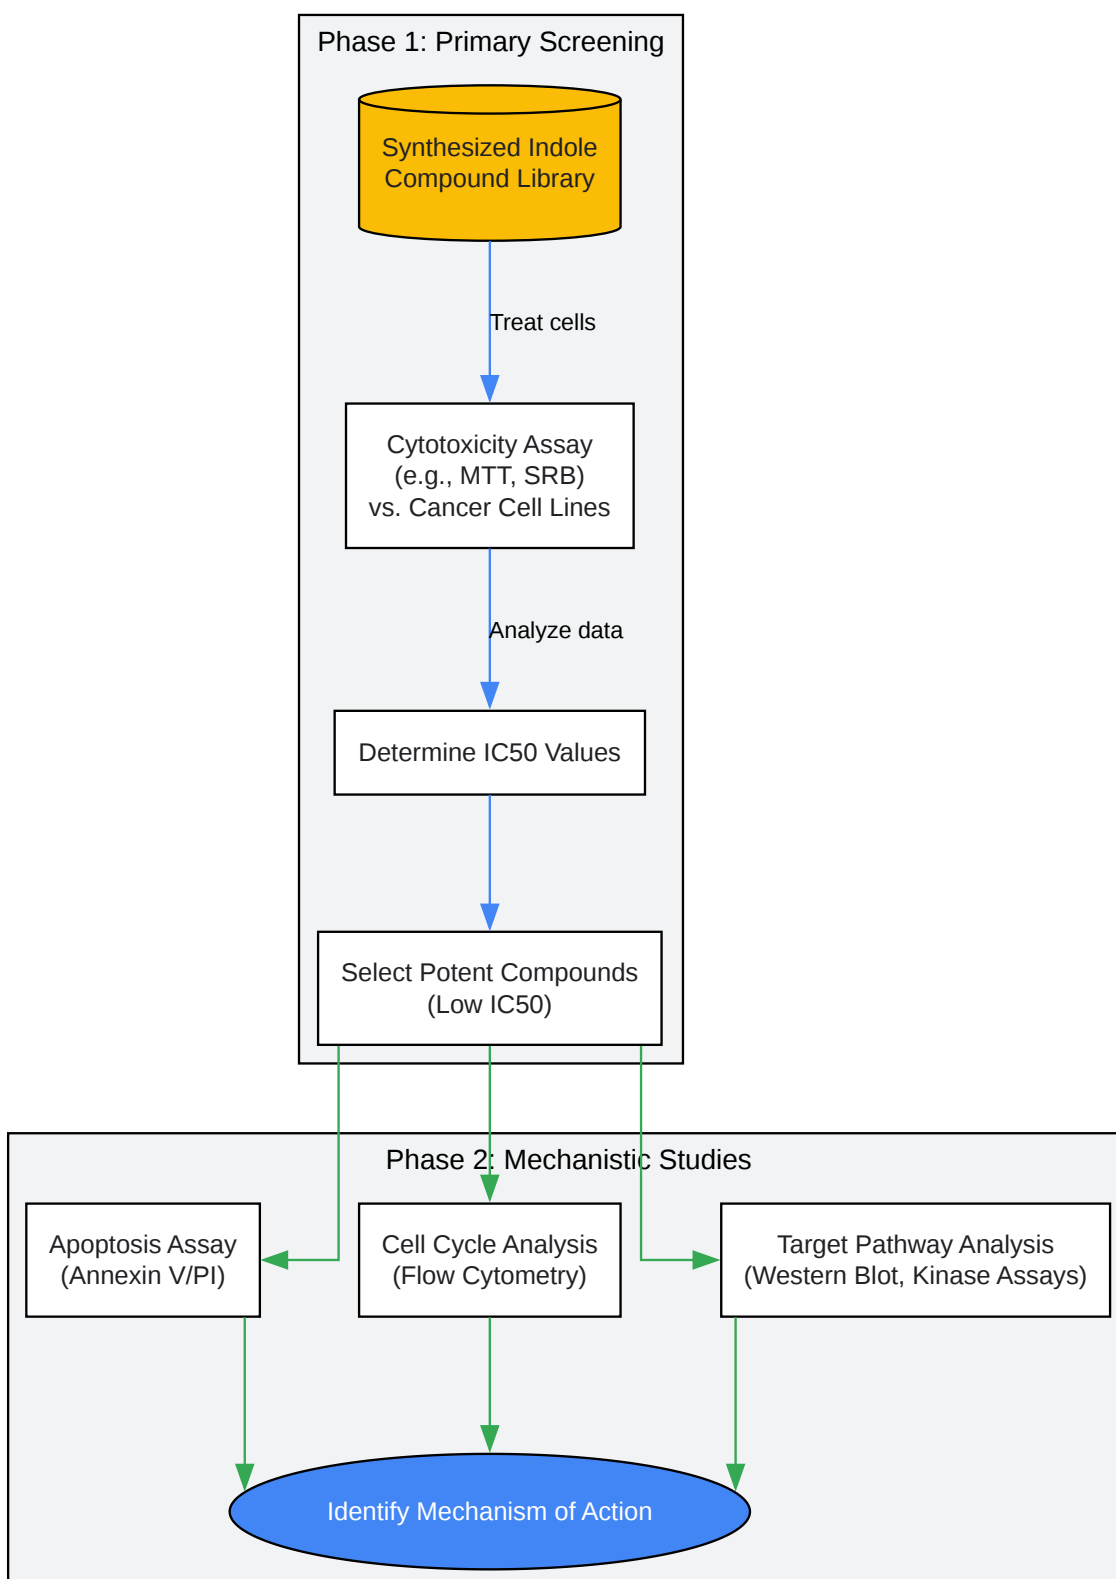 Phase 1: Primary Screening
Synthesized Indole
Compound Library
Treat cells
Cytotoxicity Assay
(e.g., MTT, SRB)
vs. Cancer Cell Lines
Analyze data
Determine IC50 Values
Select Potent Compounds
(Low IC50)
Phase 2: Mechanistic Studies
Apoptosis Assay
(Annexin V/PI)
Cell Cycle Analysis
(Flow Cytometry)
Target Pathway Analysis
(Western Blot, Kinase Assays)
Identify Mechanism of Action